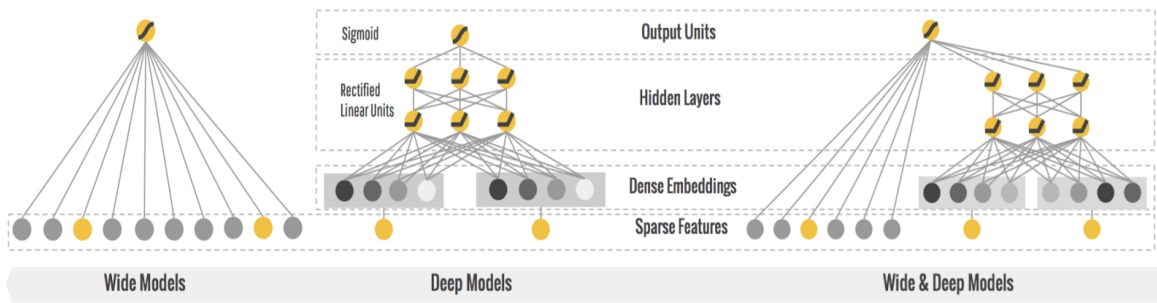 Sigmoid
Output Units
Rectified
Linear Units
Hidden Layers
Dense Embeddings
Sparse Features
Wide Models
Deep Models
Wide & Deep Models